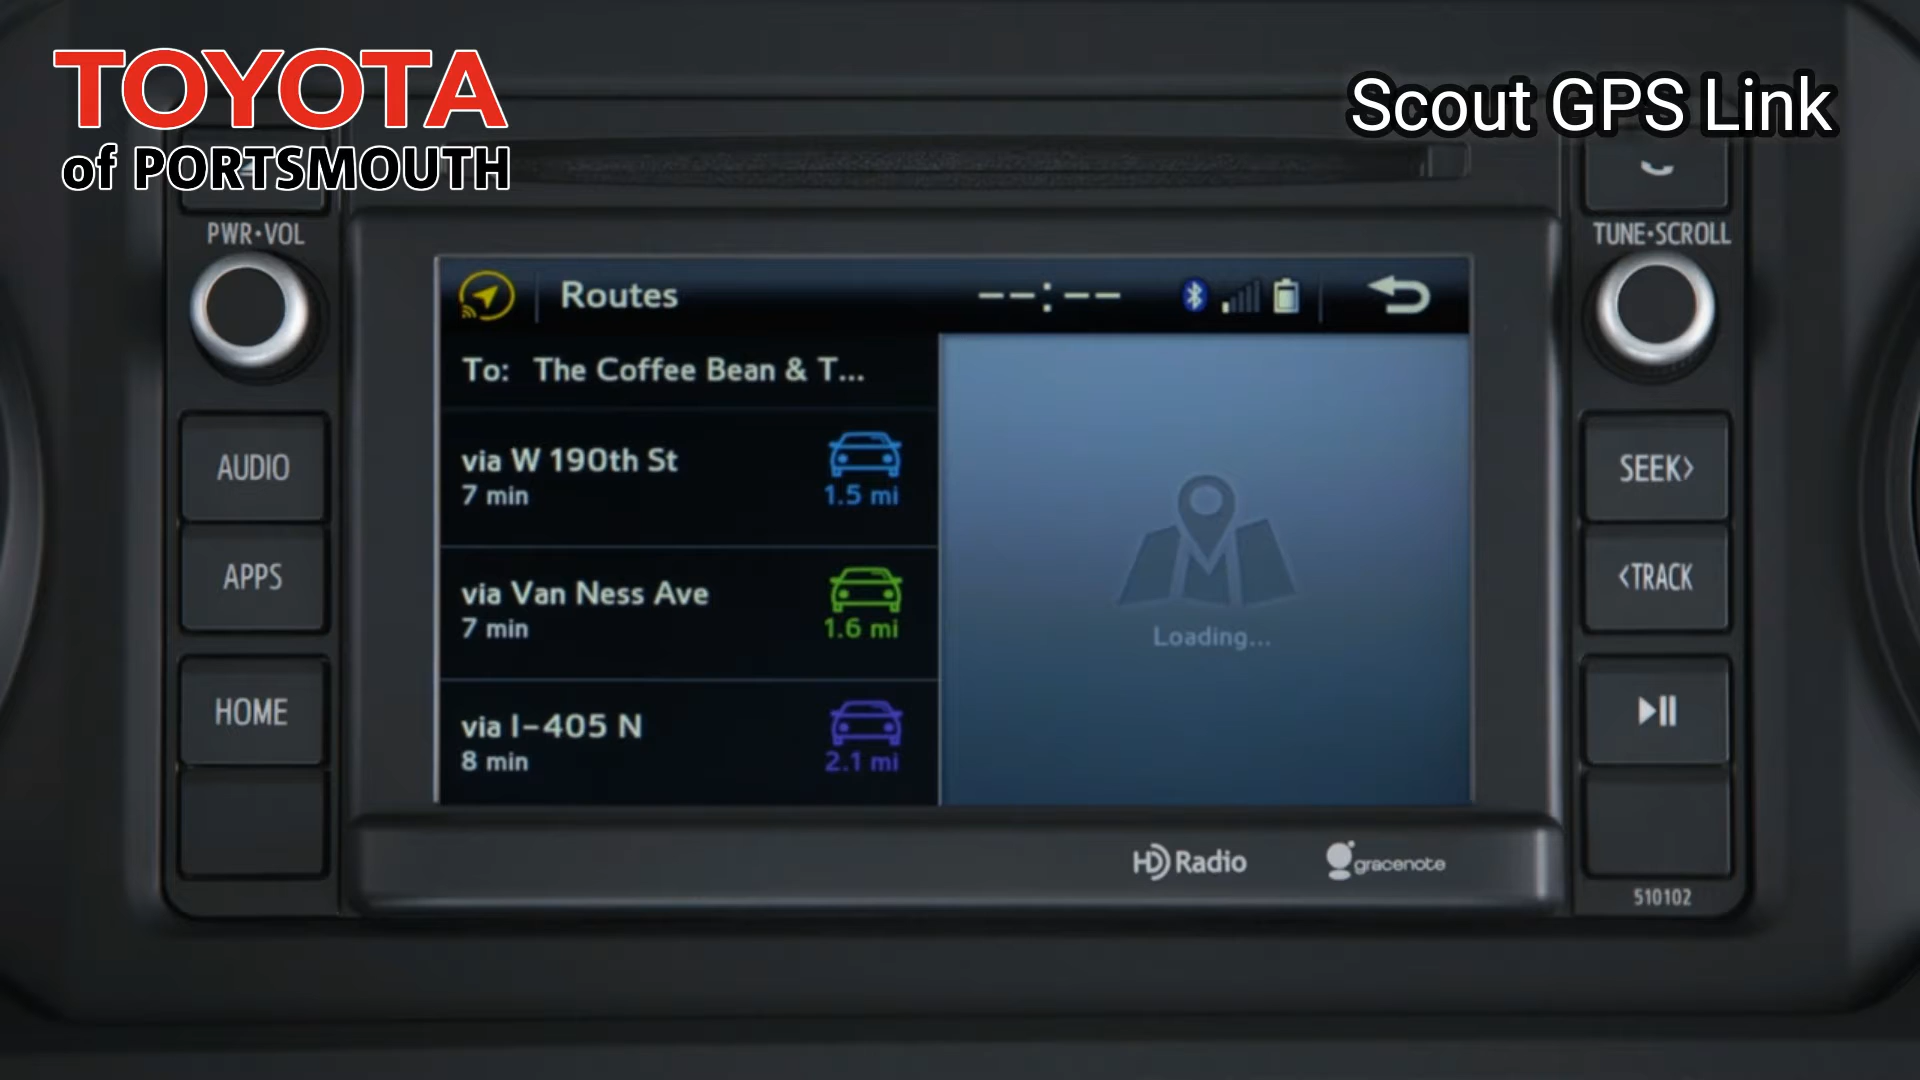 TOYOTA
of PORTSMOUTH
Scout GPS Link
PWR•VOL
TUNE•SCROLL
Routes
--:--
To: The Coffee Bean & T...
via W 190th St
7 min
1.5 mi
via Van Ness Ave
7 min
1.6 mi
via I-405 N
8 min
2.1 mi
Loading...
AUDIO
APPS
HOME
SEEK>
<TRACK
HD Radio
gracenote
510102